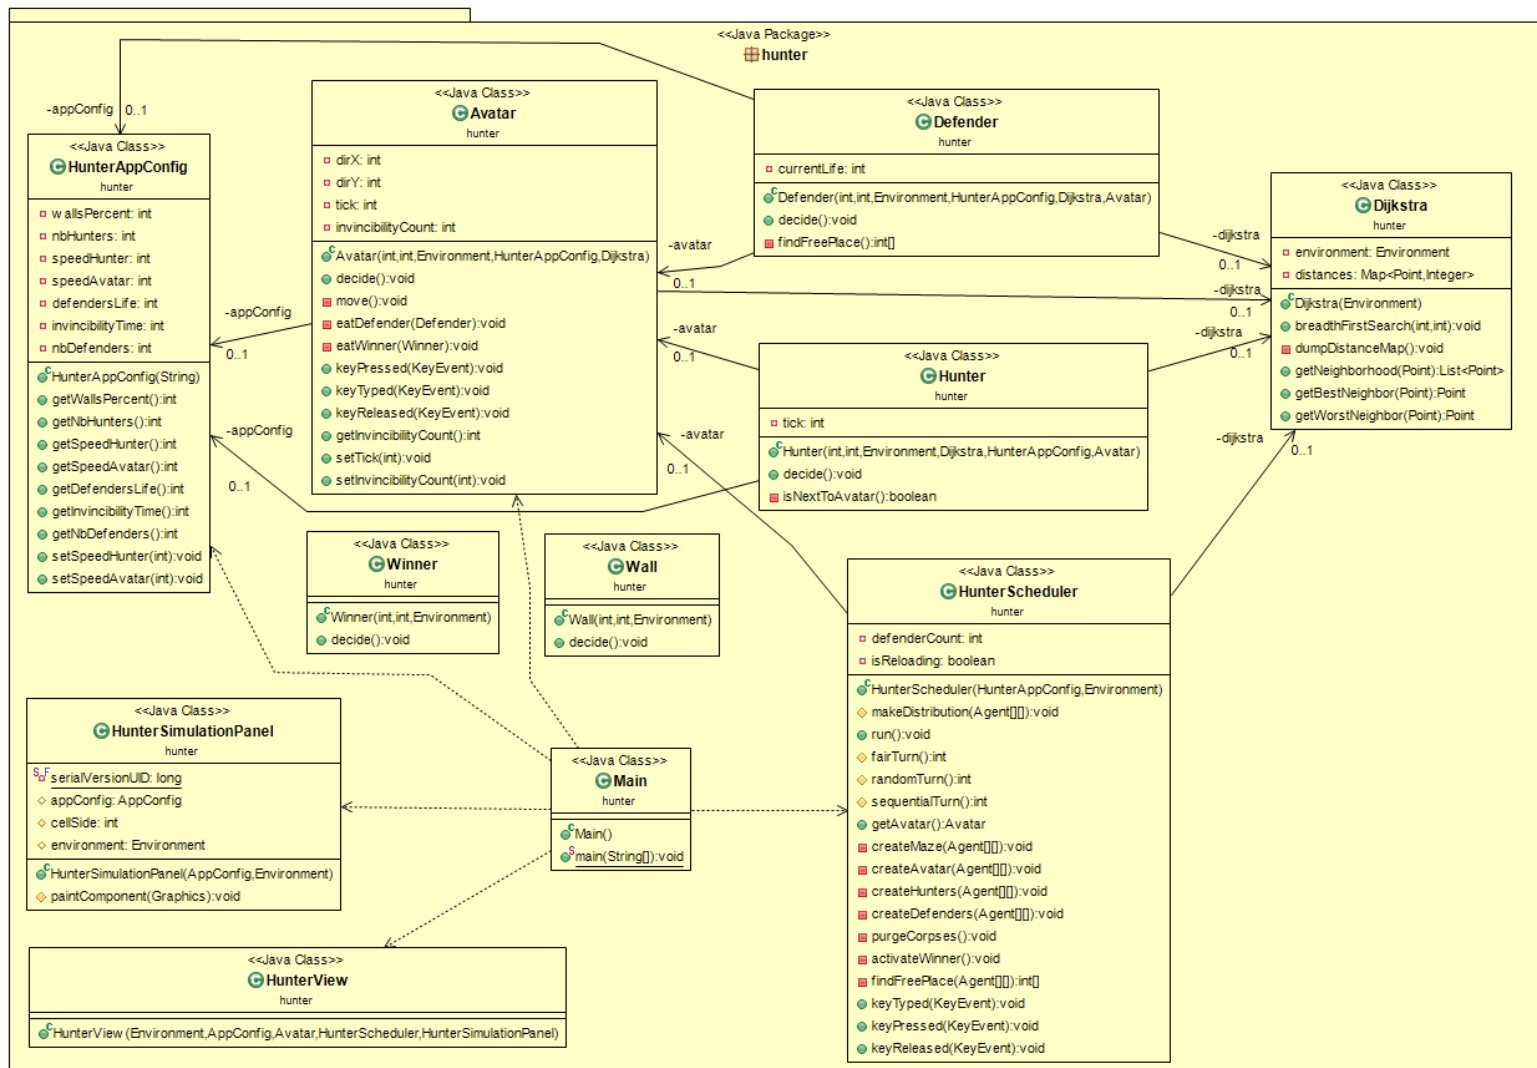 <<Java Package>>
hunter
-appConfig
0..1
<<Java Class>>
HunterAppConfig
hunter
wallsPercent: int
nbHunters: int
speedHunter: int
speedAvatar: int
defendersLife: int
invincibilityTime: int
nbDefenders: int
HunterAppConfig(String)
getWallsPercent():int
getNbHunters():int
getSpeedHunter():int
getSpeedAvatar():int
getDefendersLife():int
getInvincibilityTime():int
getNbDefenders():int
setSpeedHunter(int):void
setSpeedAvatar(int):void
-appConfig
0..1
-appConfig
0..1
<<Java Class>>
Avatar
hunter
dirX: int
dirY: int
tick: int
invincibilityCount: int
Avatar(int,int,Environment,HunterAppConfig,Dijkstra)
decide():void
move():void
eatDefender(Defender):void
eatWinner(Winner):void
keyPressed(KeyEvent):void
keyTyped(KeyEvent):void
keyReleased(KeyEvent):void
getInvincibilityCount():int
setTick(int):void
setInvincibilityCount(int):void
-avatar
0..1
-avatar
0..1
-avatar
0..1
<<Java Class>>
Defender
hunter
currentLife: int
Defender(int,int,Environment,HunterAppConfig,Dijkstra,Avatar)
decide():void
findFreePlace():int[]
-dijkstra
0..1
-dijkstra
0..1
-dijkstra
0..1
-dijkstra
0..1
<<Java Class>>
Dijkstra
hunter
environment: Environment
distances: Map<Point,Integer>
Dijkstra(Environment)
breadthFirstSearch(int,int):void
dumpDistanceMap():void
getNeighborhood(Point):List<Point>
getBestNeighbor(Point):Point
getWorstNeighbor(Point):Point
<<Java Class>>
Hunter
hunter
tick: int
Hunter(int,int,Environment,Dijkstra,HunterAppConfig,Avatar)
decide():void
isNextToAvatar():boolean
<<Java Class>>
Winner
hunter
Winner(int,int,Environment)
decide():void
<<Java Class>>
Wall
hunter
Wall(int,int,Environment)
decide():void
<<Java Class>>
HunterScheduler
hunter
defenderCount: int
isReloading: boolean
HunterScheduler(HunterAppConfig,Environment)
makeDistribution(Agent[][]):void
run():void
fairTurn():int
randomTurn():int
sequentialTurn():int
getAvatar():Avatar
createMaze(Agent[][]):void
createAvatar(Agent[][]):void
createHunters(Agent[][]):void
createDefenders(Agent[][]):void
purgeCorpses():void
activateWinner():void
findFreePlace(Agent[][]):int[]
keyTyped(KeyEvent):void
keyPressed(KeyEvent):void
keyReleased(KeyEvent):void
<<Java Class>>
HunterSimulationPanel
hunter
serialVersionUID: long
appConfig: AppConfig
cellSide: int
environment: Environment
HunterSimulationPanel(AppConfig,Environment)
paintComponent(Graphics):void
<<Java Class>>
Main
hunter
Main()
main(String[]):void
<<Java Class>>
HunterView
hunter
HunterView(Environment,AppConfig,Avatar,HunterScheduler,HunterSimulationPanel)